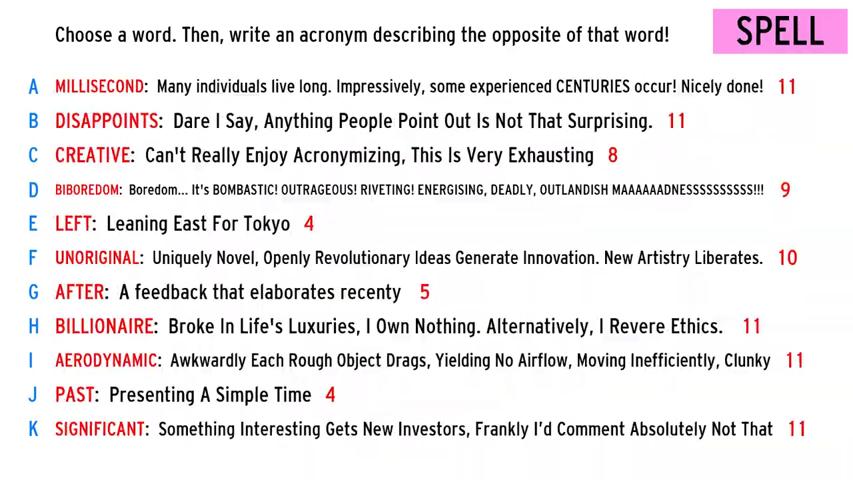 Choose a word. Then, write an acronym describing the opposite of that word! SPELL
A MILLISECOND: Many individuals live long. Impressively, some experienced CENTURIES occur! Nicely done! 11
B DISAPPOINTS: Dare I Say, Anything People Point Out Is Not That Surprising. 11
C CREATIVE: Can't Really Enjoy Acronymizing, This Is Very Exhausting 8
D BIBOREDOM: Boredom... It's BOMBASTIC! OUTRAGEOUS! RIVETING! ENERGISING, DEADLY, OUTLANDISH MAAAAAADNESSSSSSSSSS!!! 9
E LEFT: Leaning East For Tokyo 4
F UNORIGINAL: Uniquely Novel, Openly Revolutionary Ideas Generate Innovation. New Artistry Liberates. 10
G AFTER: A feedback that elaborates recenty 5
H BILLIONAIRE: Broke In Life's Luxuries, I Own Nothing. Alternatively, I Revere Ethics. 11
I AERODYNAMIC: Awkwardly Each Rough Object Drags, Yielding No Airflow, Moving Inefficiently, Clunky 11
J PAST: Presenting A Simple Time 4
K SIGNIFICANT: Something Interesting Gets New Investors, Frankly I'd Comment Absolutely Not That 11